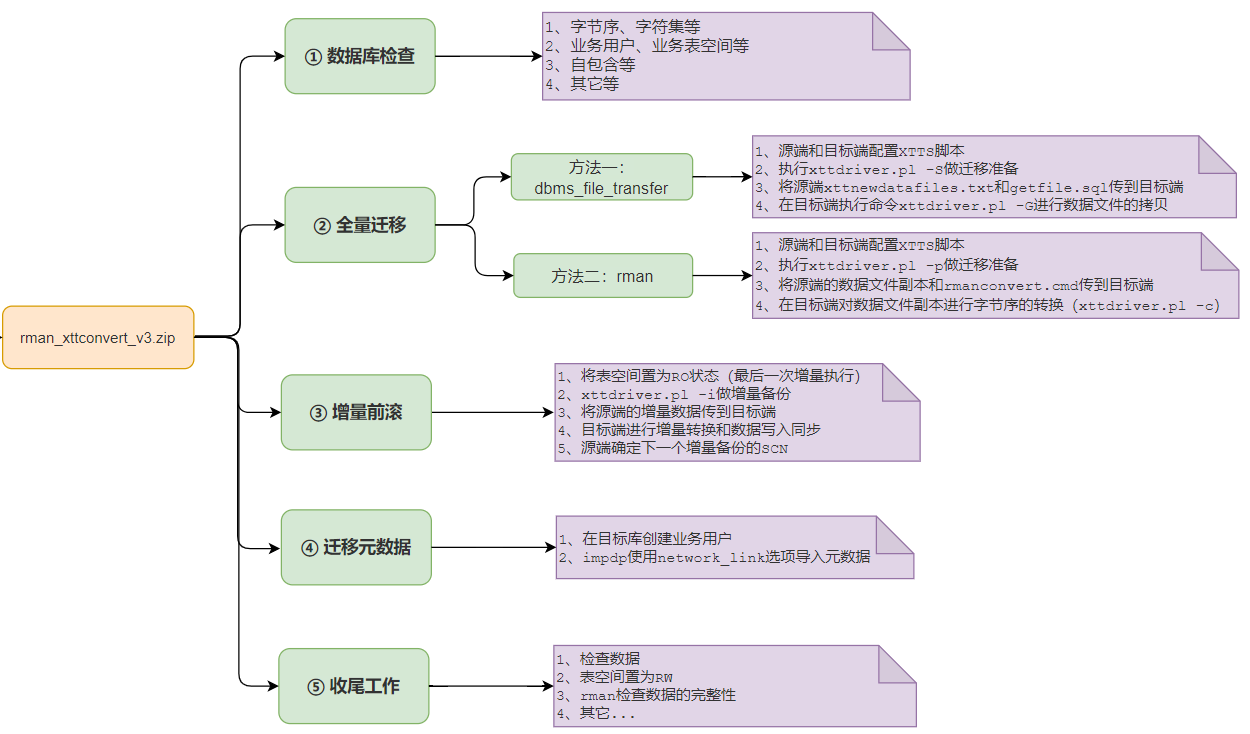 rman_xttconvert_v3.zip
① 数据库检查
1、字节序、字符集等
2、业务用户、业务表空间等
3、自包含等
4、其它等
② 全量迁移
方法一：
dbms_file_transfer
1、源端和目标端配置XTTS脚本
2、执行xttdriver.pl -S做迁移准备
3、将源端xttnewdatafiles.txt和getfile.sql传到目标端
4、在目标端执行命令xttdriver.pl -G进行数据文件的拷贝
方法二：rman
1、源端和目标端配置XTTS脚本
2、执行xttdriver.pl -p做迁移准备
3、将源端的数据文件副本和rmanconvert.cmd传到目标端
4、在目标端对数据文件副本进行字节序的转换（xttdriver.pl -c）
③ 增量前滚
1、将表空间置为RO状态（最后一次增量执行）
2、xttdriver.pl -i做增量备份
3、将源端的增量数据传到目标端
4、目标端进行增量转换和数据写入同步
5、源端确定下一个增量备份的SCN
④ 迁移元数据
1、在目标库创建业务用户
2、impdp使用network_link选项导入元数据
⑤ 收尾工作
1、检查数据
2、表空间置为RW
3、rman检查数据的完整性
4、其它...